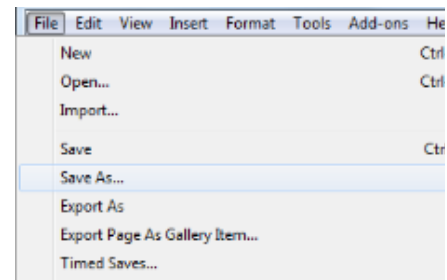 File Edit View Insert Format Tools Add-ons He
New Ctrl
Open... Ctrl
Import...
Save Ctrl
Save As...
Export As
Export Page As Gallery Item...
Timed Saves...